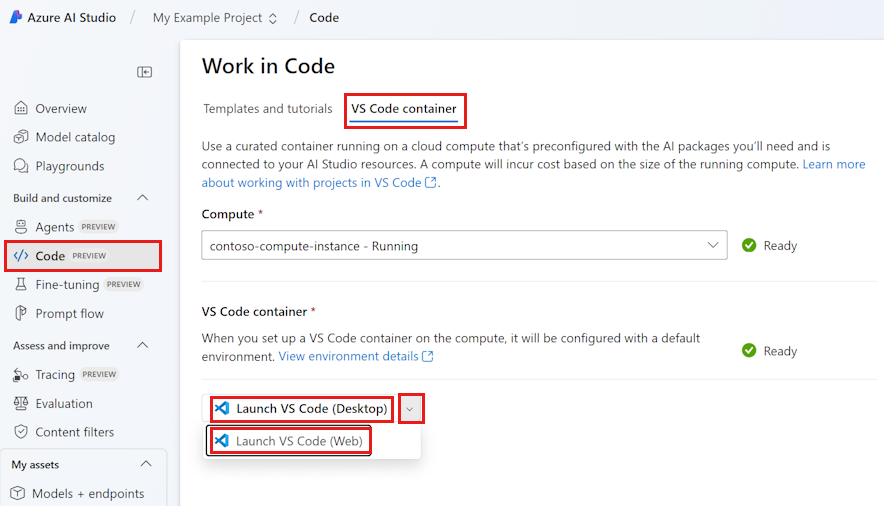 Azure AI Studio / My Example Project / Code
Overview
Model catalog
Playgrounds
Build and customize
Agents PREVIEW
Code PREVIEW
Fine-tuning PREVIEW
Prompt flow
Assess and improve
Tracing PREVIEW
Evaluation
Content filters
My assets
Models + endpoints
Work in Code
Templates and tutorials VS Code container
Use a curated container running on a cloud compute that's preconfigured with the AI packages you'll need and is
connected to your AI Studio resources. A compute will incur cost based on the size of the running compute. Learn more
about working with projects in VS Code.
Compute *
contoso-compute-instance - Running Ready
VS Code container *
When you set up a VS Code container on the compute, it will be configured with a default
environment. View environment details
Ready
Launch VS Code (Desktop)
Launch VS Code (Web)